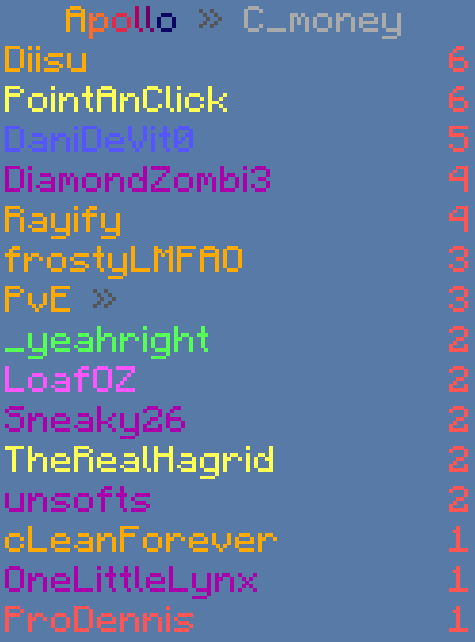 Apollo » C_money
Diisu 6
PointAnClick 6
DaniDeVit0 5
DiamondZombi3 4
Rayify 4
frostyLMFAO 3
PvE » 3
_yeahright 2
LoafOZ 2
Sneaky26 2
TheRealHagrid 2
unsofts 2
cLeanForever 1
OneLittleLynx 1
ProDennis 1